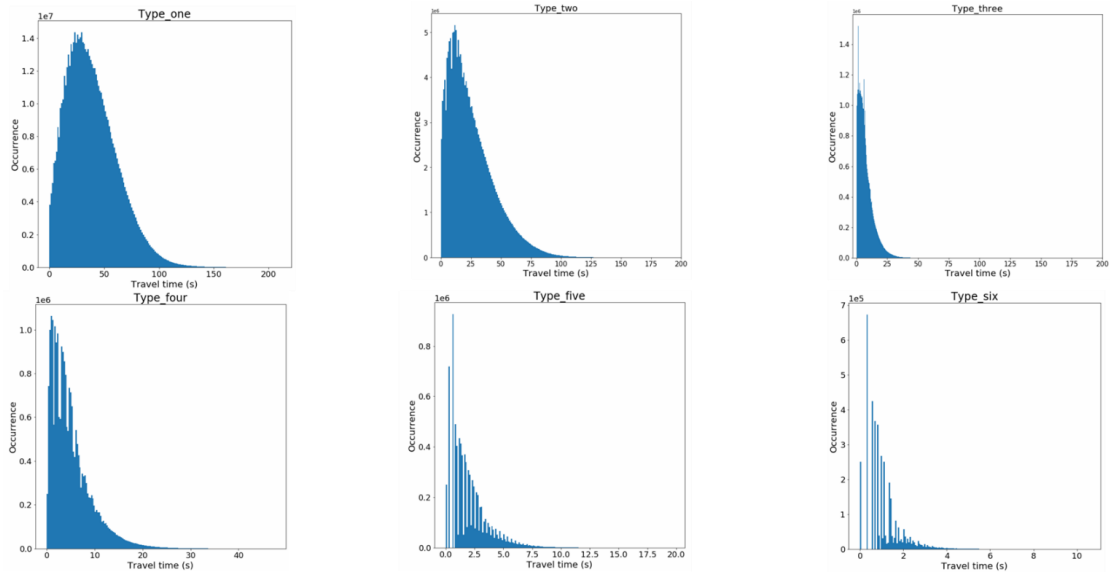 Type_one
1e7
Occurrence
1.4
1.2
1.0
0.8
0.6
0.4
0.2
0.0
0 50 100 150 200
Travel time (s)
Type_two
1e6
Occurrence
5
4
3
2
1
0
0 25 50 75 100 125 150 175 200
Travel time (s)
Type_three
1e6
Occurrence
1.4
1.2
1.0
0.8
0.6
0.4
0.2
0.0
0 25 50 75 100 125 150 175 200
Travel time (s)
Type_four
1e6
Occurrence
1.0
0.8
0.6
0.4
0.2
0.0
0 10 20 30 40
Travel time (s)
Type_five
1e6
Occurrence
0.8
0.6
0.4
0.2
0.0
0.0 2.5 5.0 7.5 10.0 12.5 15.0 17.5 20.0
Travel time (s)
Type_six
1e5
Occurrence
7
6
5
4
3
2
1
0
0 2 4 6 8 10
Travel time (s)